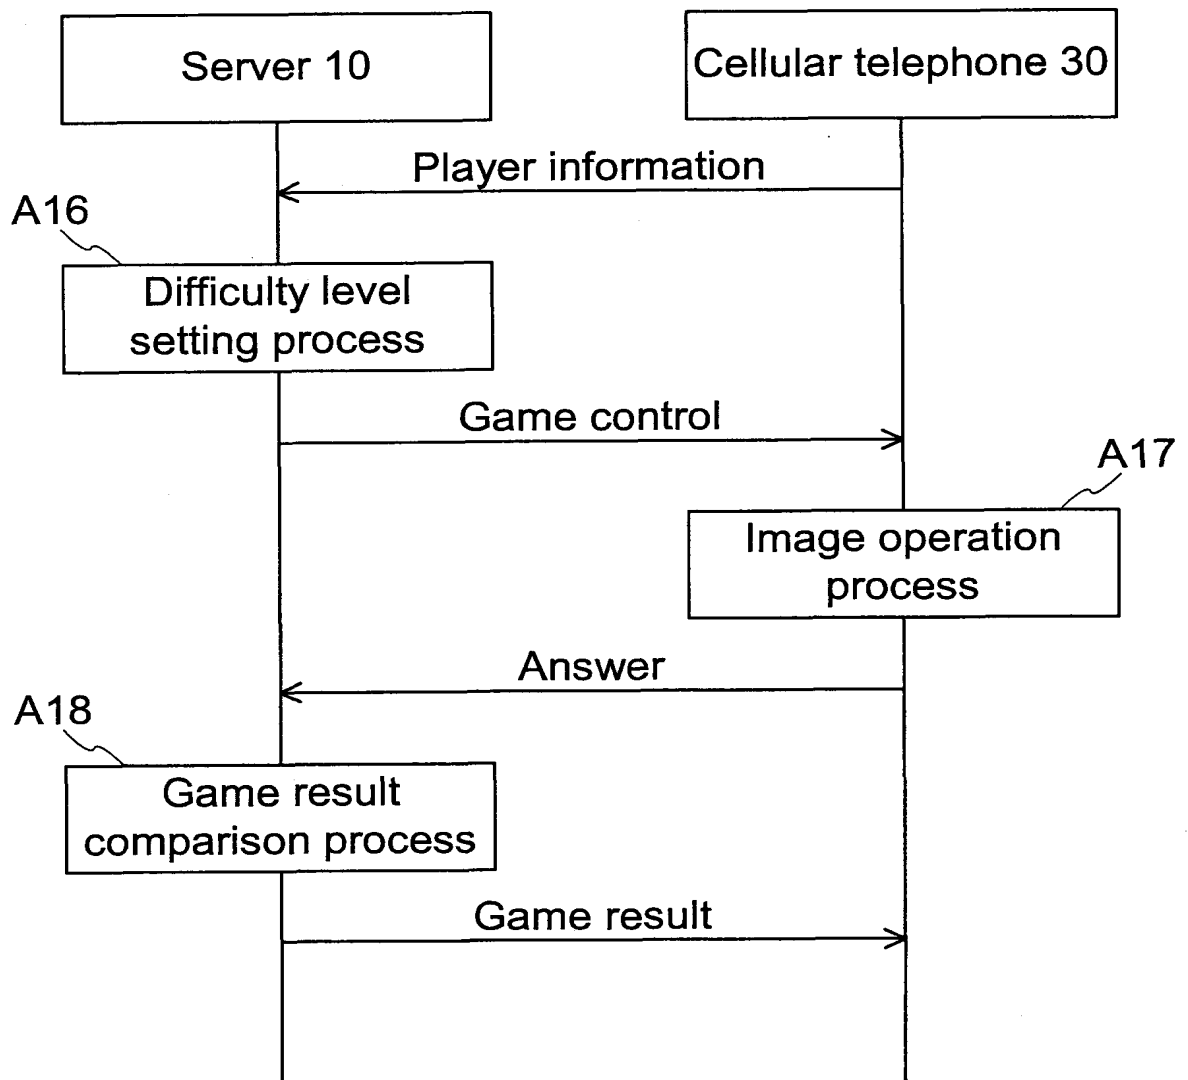 Server 10
Cellular telephone 30
Player information
A16
Difficulty level
setting process
Game control
A17
Image operation
process
Answer
A18
Game result
comparison process
Game result